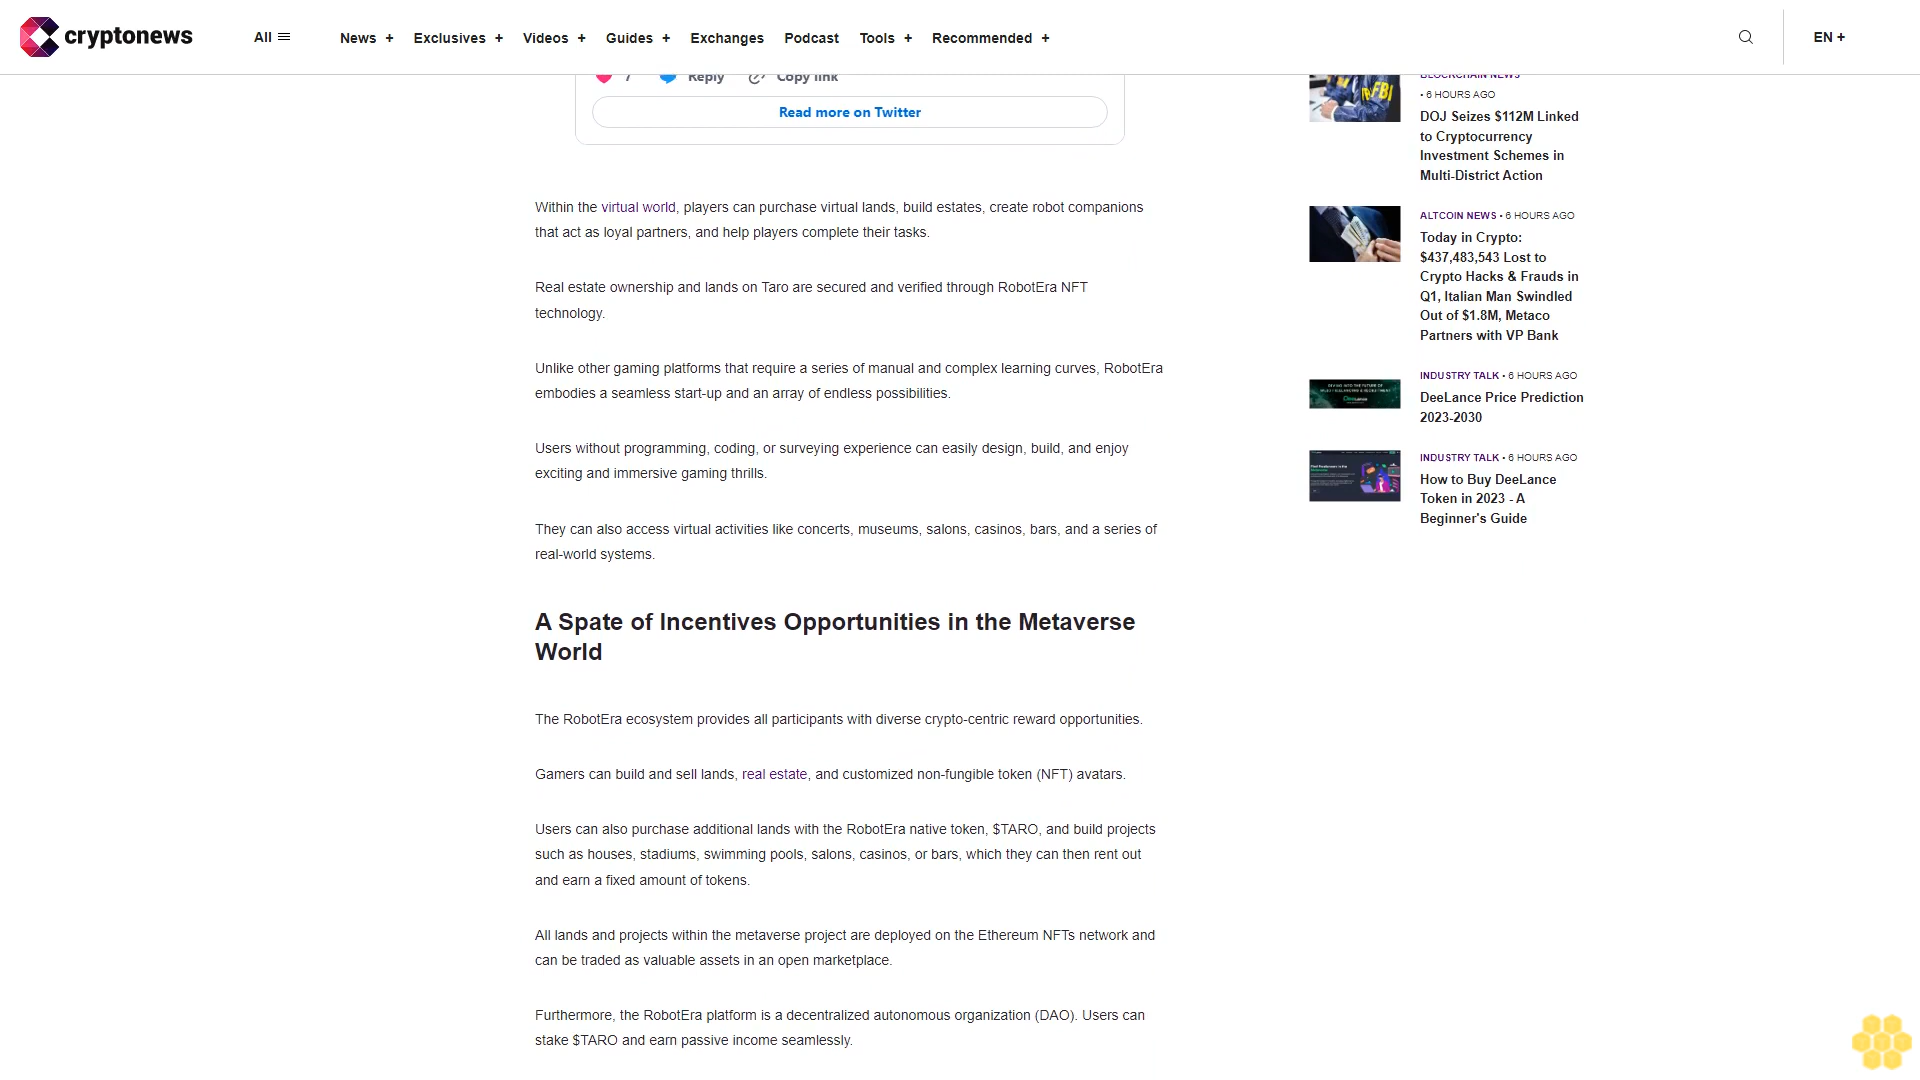 cryptonews
All
News +
Exclusives +
Videos +
Guides +
Exchanges
Podcast
Tools +
Recommended +
EN +
7 Reply Copy link
Read more on Twitter
Within the virtual world, players can purchase virtual lands, build estates, create robot companions
that act as loyal partners, and help players complete their tasks.
Real estate ownership and lands on Taro are secured and verified through RobotEra NFT
technology.
Unlike other gaming platforms that require a series of manual and complex learning curves, RobotEra
embodies a seamless start-up and an array of endless possibilities.
Users without programming, coding, or surveying experience can easily design, build, and enjoy
exciting and immersive gaming thrills.
They can also access virtual activities like concerts, museums, salons, casinos, bars, and a series of
real-world systems.
A Spate of Incentives Opportunities in the Metaverse
World
The RobotEra ecosystem provides all participants with diverse crypto-centric reward opportunities.
Gamers can build and sell lands, real estate, and customized non-fungible token (NFT) avatars.
Users can also purchase additional lands with the RobotEra native token, $TARO, and build projects
such as houses, stadiums, swimming pools, salons, casinos, or bars, which they can then rent out
and earn a fixed amount of tokens.
All lands and projects within the metaverse project are deployed on the Ethereum NFTs network and
can be traded as valuable assets in an open marketplace.
Furthermore, the RobotEra platform is a decentralized autonomous organization (DAO). Users can
stake $TARO and earn passive income seamlessly.
BLOCKCHAIN NEWS
• 6 HOURS AGO
FBI
DOJ Seizes $112M Linked
to Cryptocurrency
Investment Schemes in
Multi-District Action
ALTCOIN NEWS • 6 HOURS AGO
Today in Crypto:
$437,483,543 Lost to
Crypto Hacks & Frauds in
Q1, Italian Man Swindled
Out of $1.8M, Metaco
Partners with VP Bank
INDUSTRY TALK • 6 HOURS AGO
DeeLance Price Prediction
2023-2030
INDUSTRY TALK • 6 HOURS AGO
How to Buy DeeLance
Token in 2023 - A
Beginner's Guide